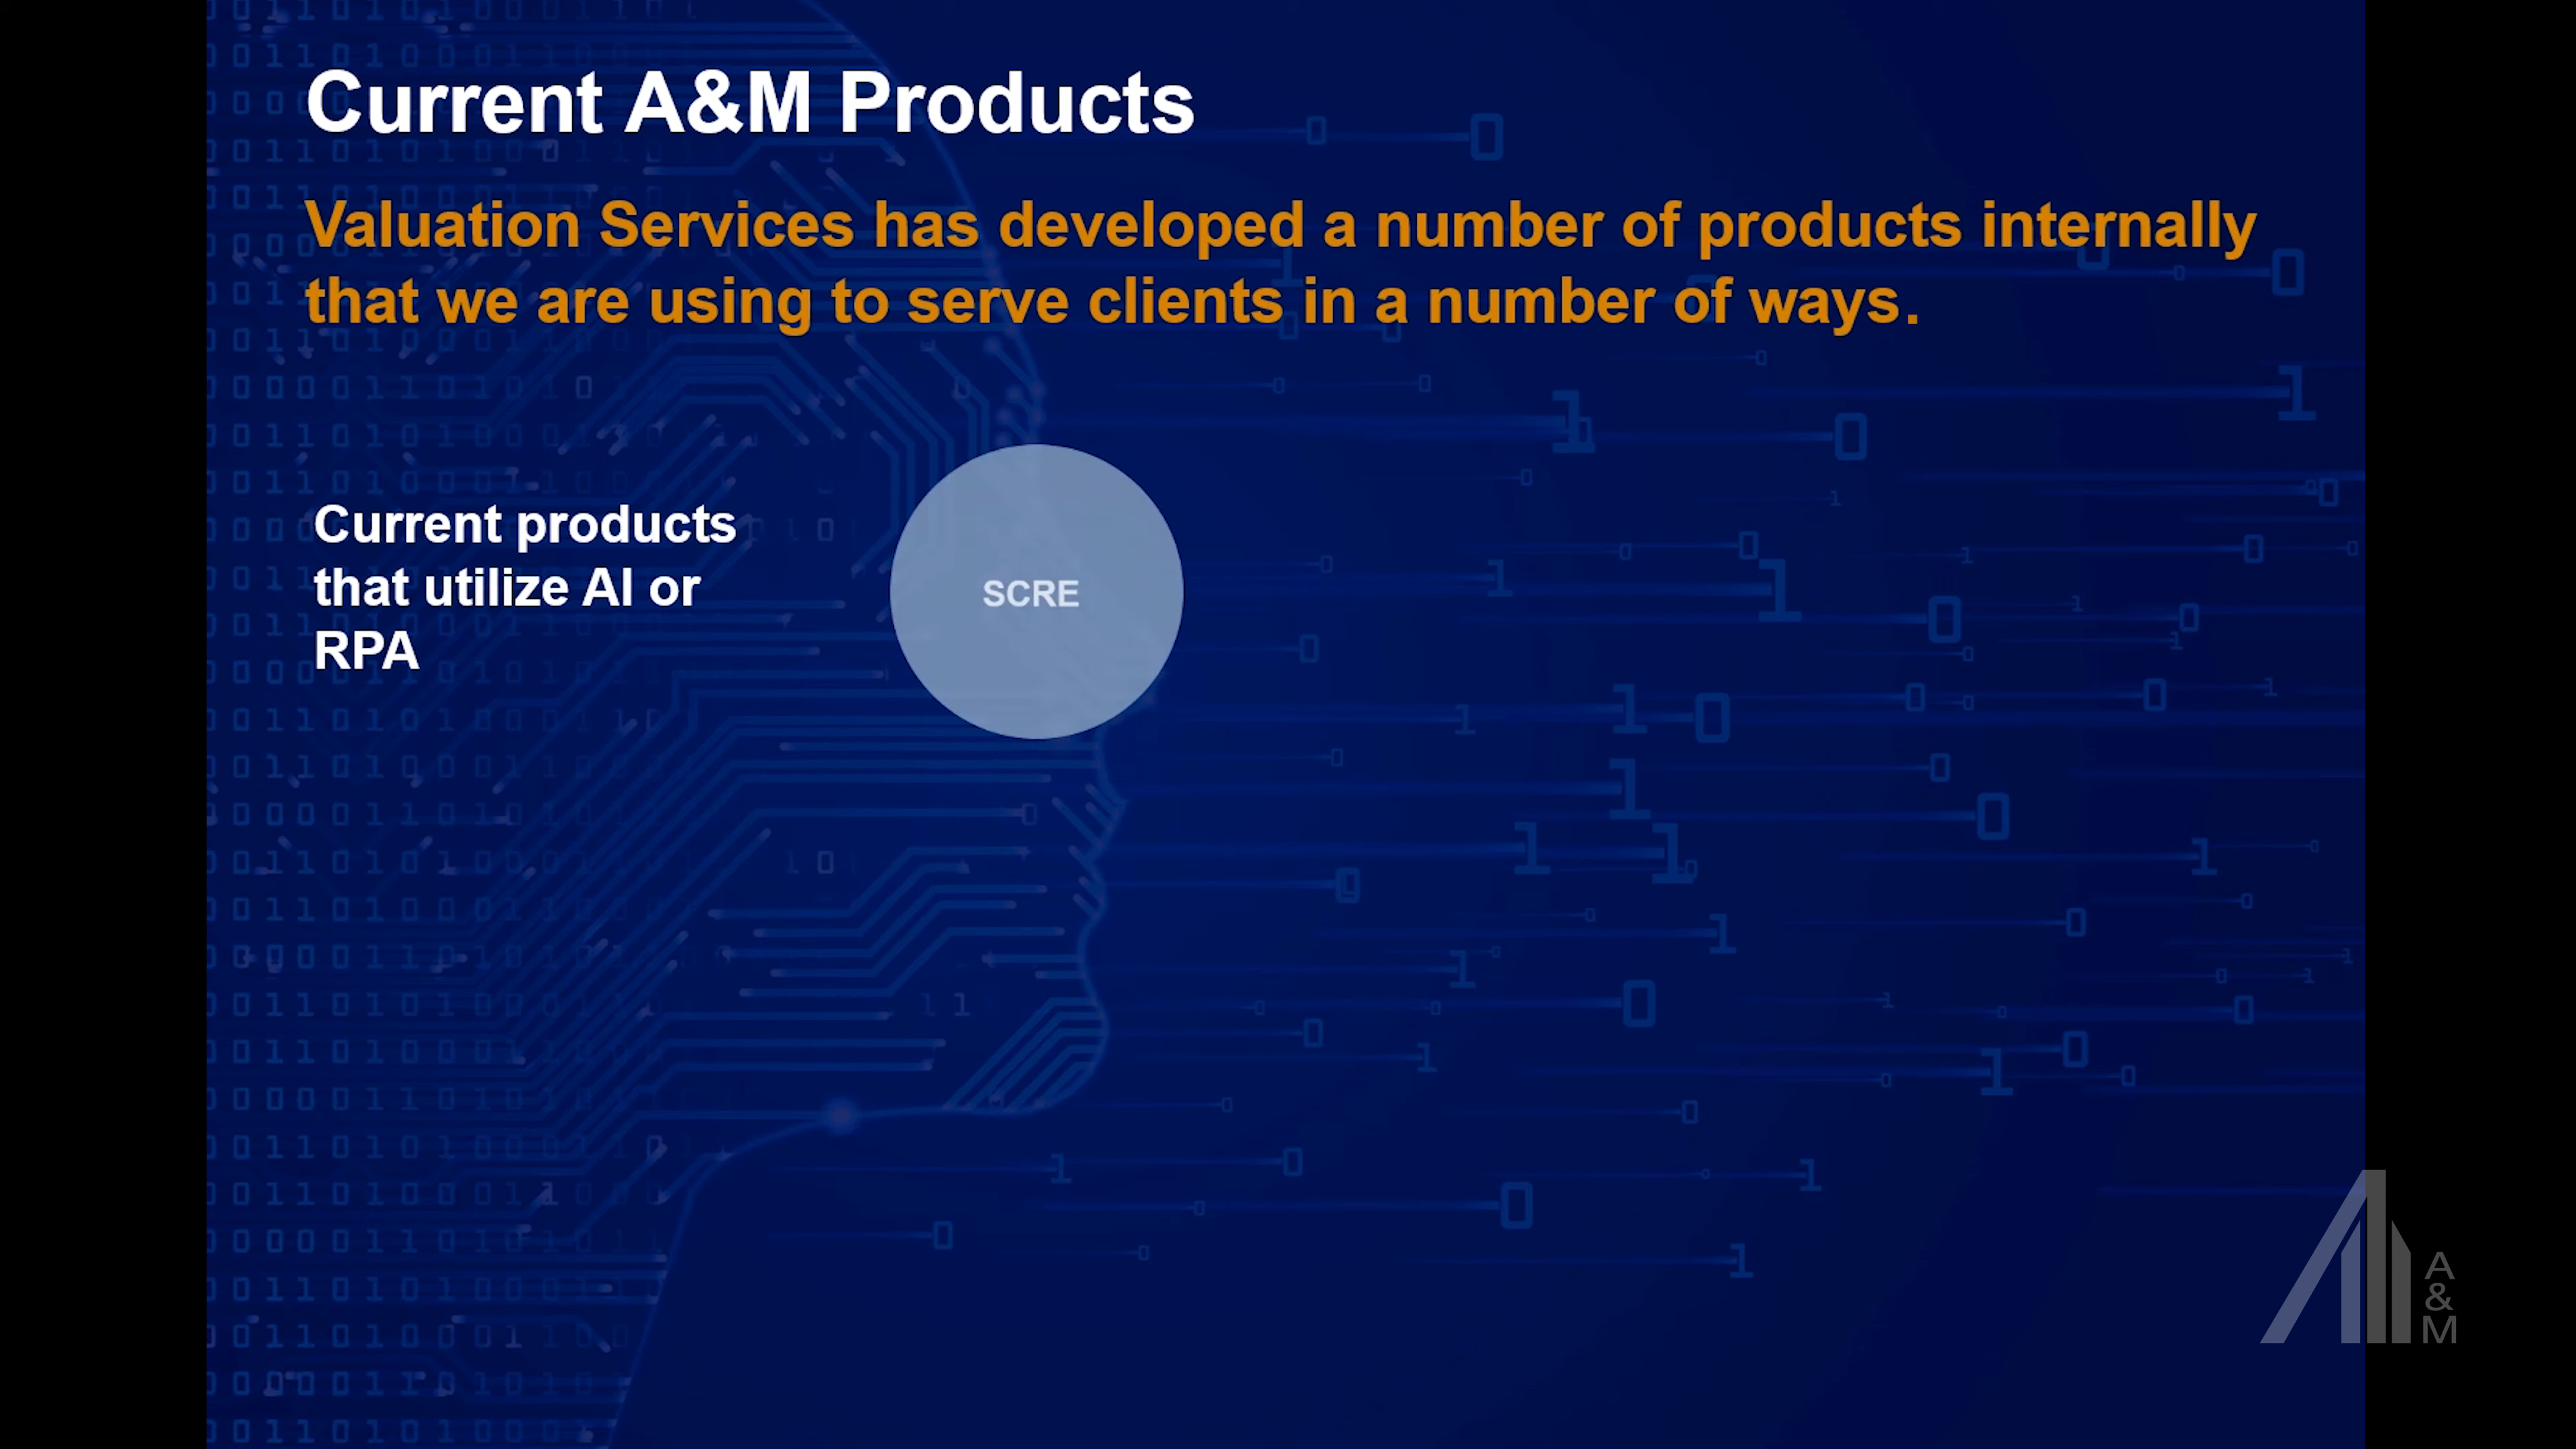 Current A&M Products
Valuation Services has developed a number of products internally
that we are using to serve clients in a number of ways.
Current products
that utilize AI or
RPA
SCRE
A
&
M